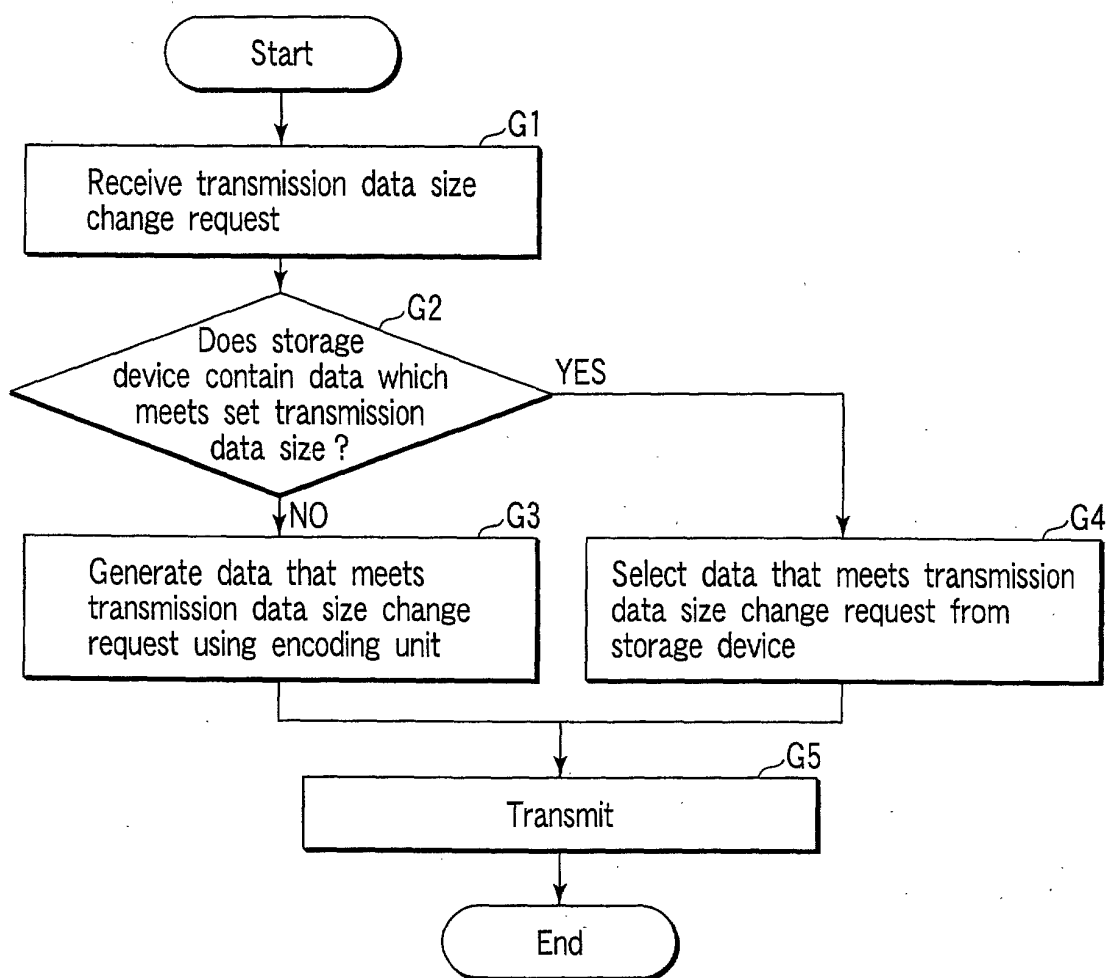 Start
G1
Receive transmission data size
change request
G2
Does storage
device contain data which
meets set transmission
data size ?
YES
NO
G3
Generate data that meets
transmission data size change
request using encoding unit
G4
Select data that meets transmission
data size change request from
storage device
G5
Transmit
End